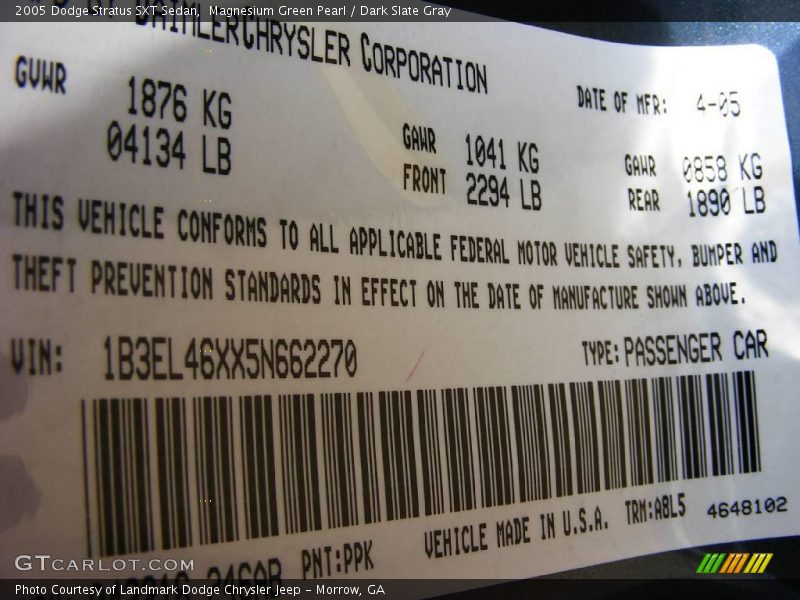 2005 Dodge Stratus SXT Sedan, Magnesium Green Pearl / Dark Slate Gray
DAIMLERCHRYSLER CORPORATION
GVWR
1876 KG
04134 LB
DATE OF MFR: 4-05
GAWR FRONT
1041 KG
2294 LB
GAWR REAR
0858 KG
1890 LB
THIS VEHICLE CONFORMS TO ALL APPLICABLE FEDERAL MOTOR VEHICLE SAFETY, BUMPER AND
THEFT PREVENTION STANDARDS IN EFFECT ON THE DATE OF MANUFACTURE SHOWN ABOVE.
VIN: 1B3EL46XX5N662270 TYPE: PASSENGER CAR
PNT:PPK VEHICLE MADE IN U.S.A. TRM:A8L5 4648102
GTCARLOT.COM
Photo Courtesy of Landmark Dodge Chrysler Jeep - Morrow, GA